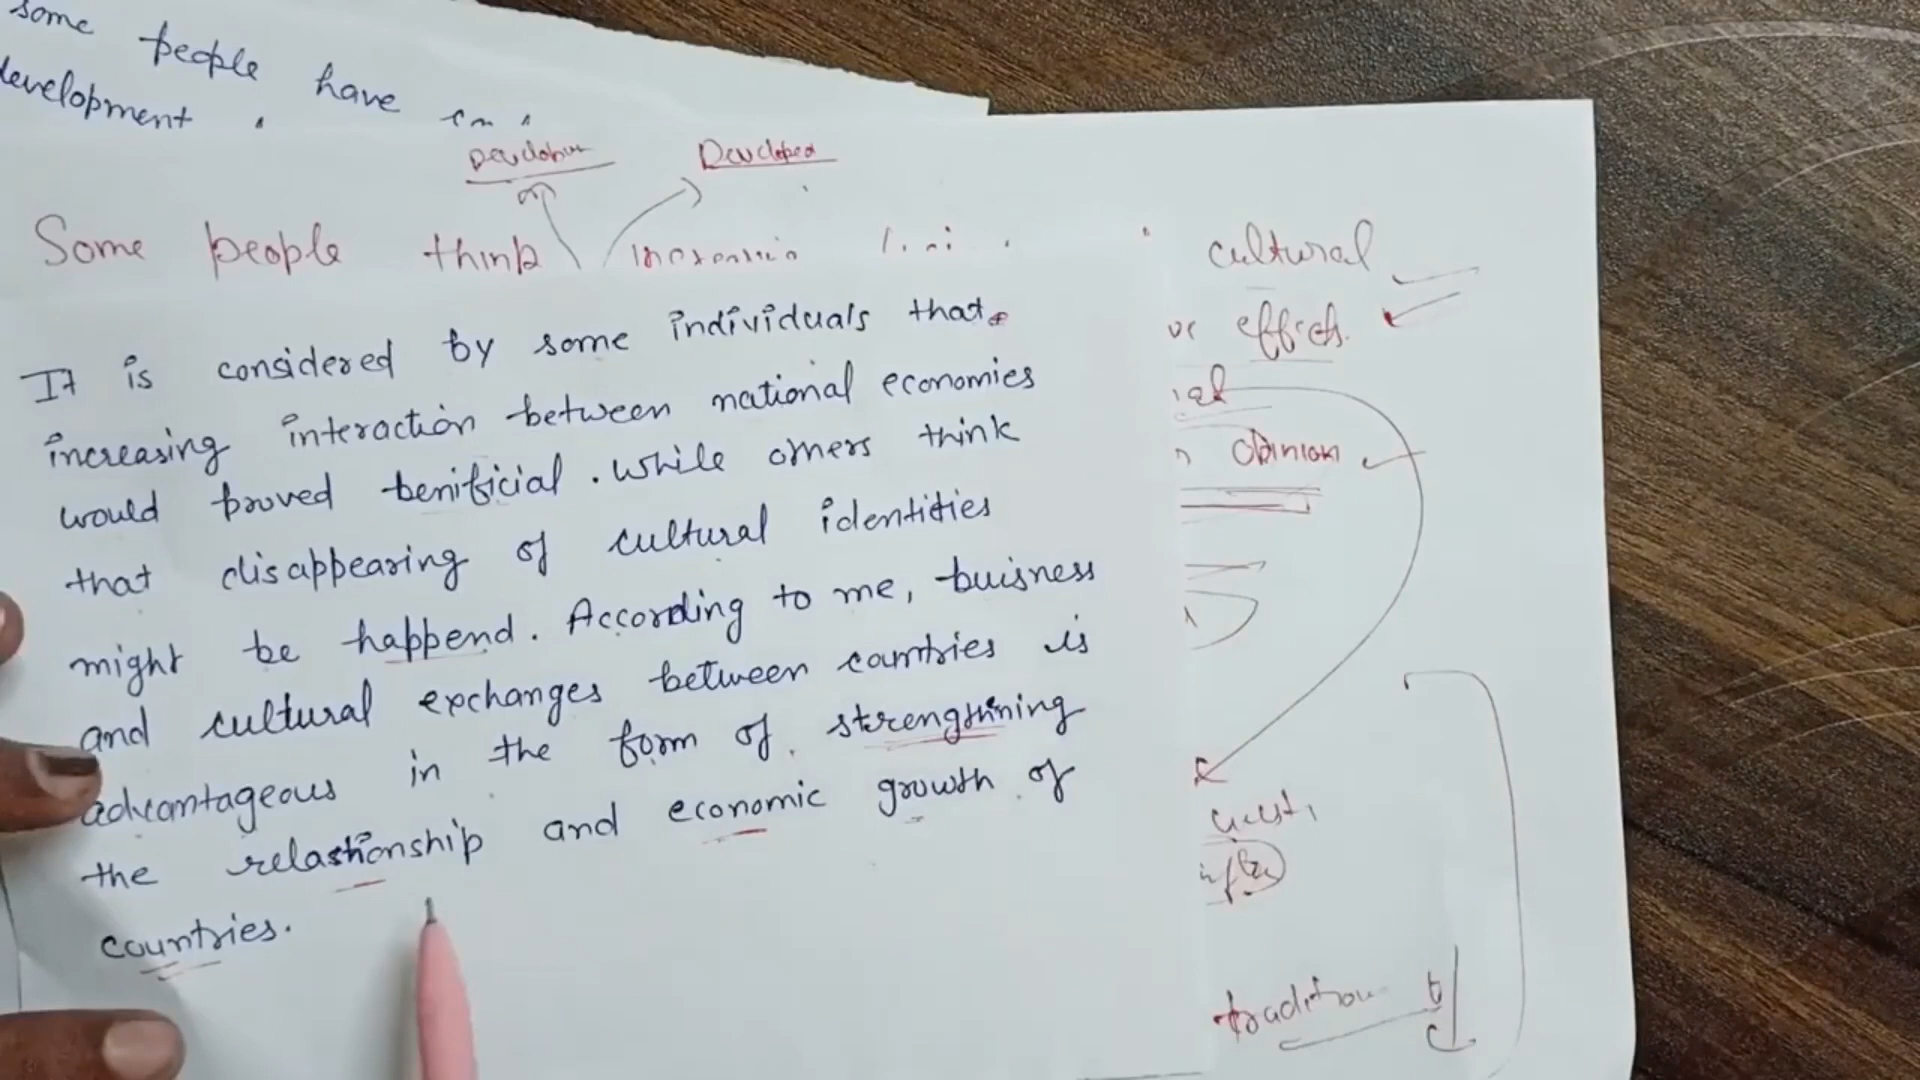 some people have
development
Developed
Some people think
cultural
It is considered by some individuals that
increasing interaction between national economies
would proved benificial. While others think
that disappearing of cultural identities
might be happend. According to me, buisness
and cultural exchanges between countries is
advantageous in the form of strengthining
the relationship and economic growth of
countries.
opinion
tradition